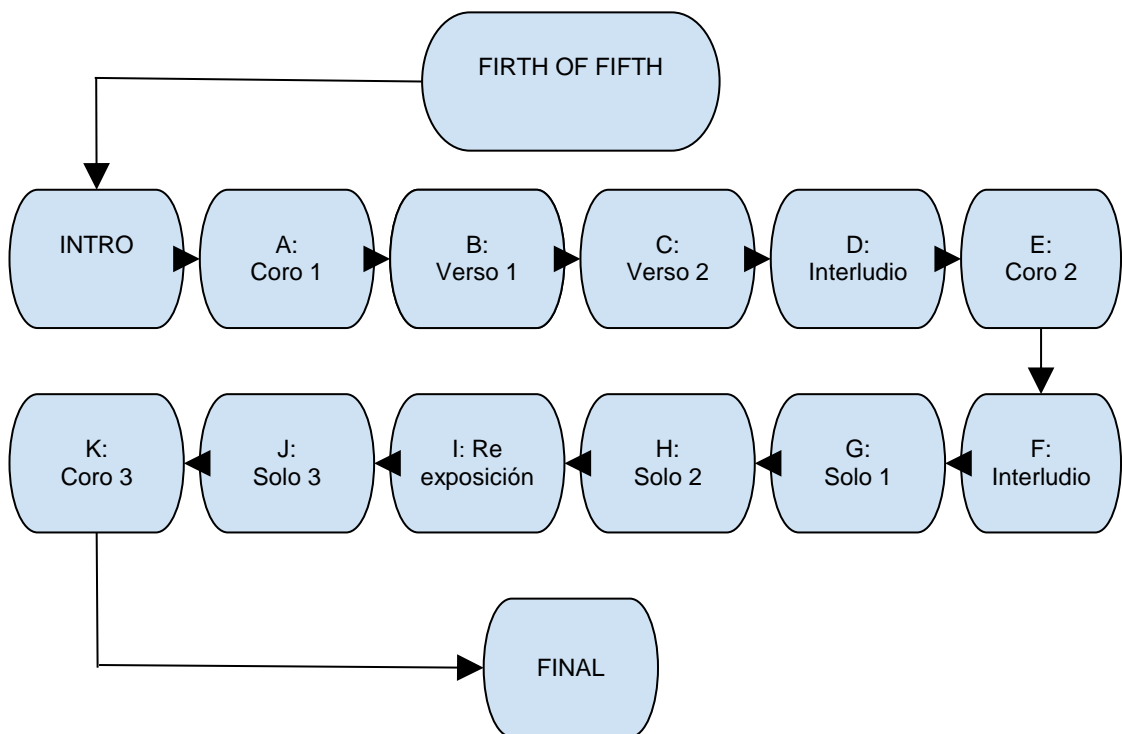 FIRTH OF FIFTH
INTRO
A:
Coro 1
B:
Verso 1
C:
Verso 2
D:
Interludio
E:
Coro 2
F:
Interludio
G:
Solo 1
H:
Solo 2
I: Re
exposición
J:
Solo 3
K:
Coro 3
FINAL